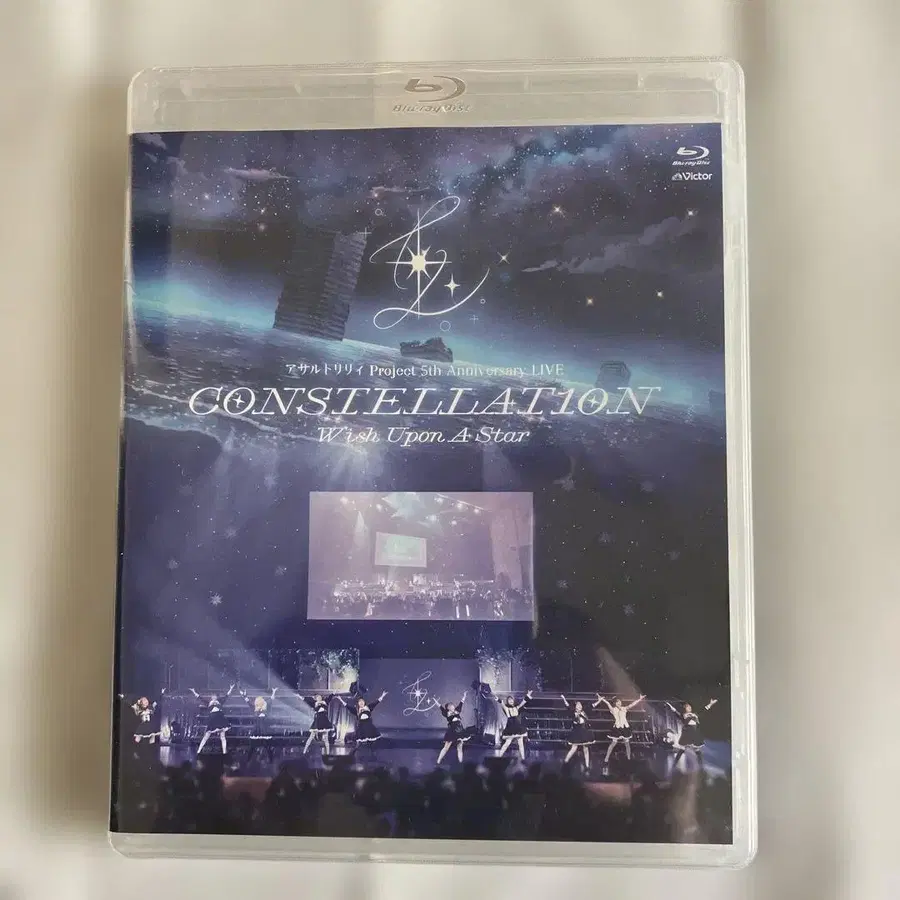 Blu-ray Disc
Blu-ray Disc
Victor
アサルトリリィ Project 5th Anniversary LIVE
CONSTELLAT1ON
Wish Upon A Star